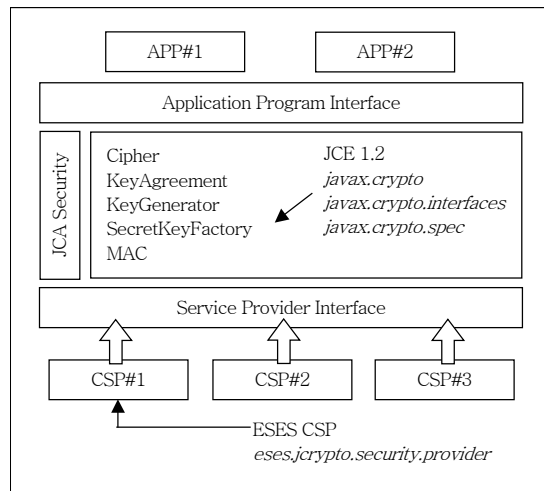 APP#1
APP#2
Application Program Interface
JCA Security
Cipher
KeyAgreement
KeyGenerator
SecretKeyFactory
MAC
JCE 1.2
javax.crypto
javax.crypto.interfaces
javax.crypto.spec
Service Provider Interface
CSP#1
CSP#2
CSP#3
ESES CSP
eses.jcrypto.security.provider